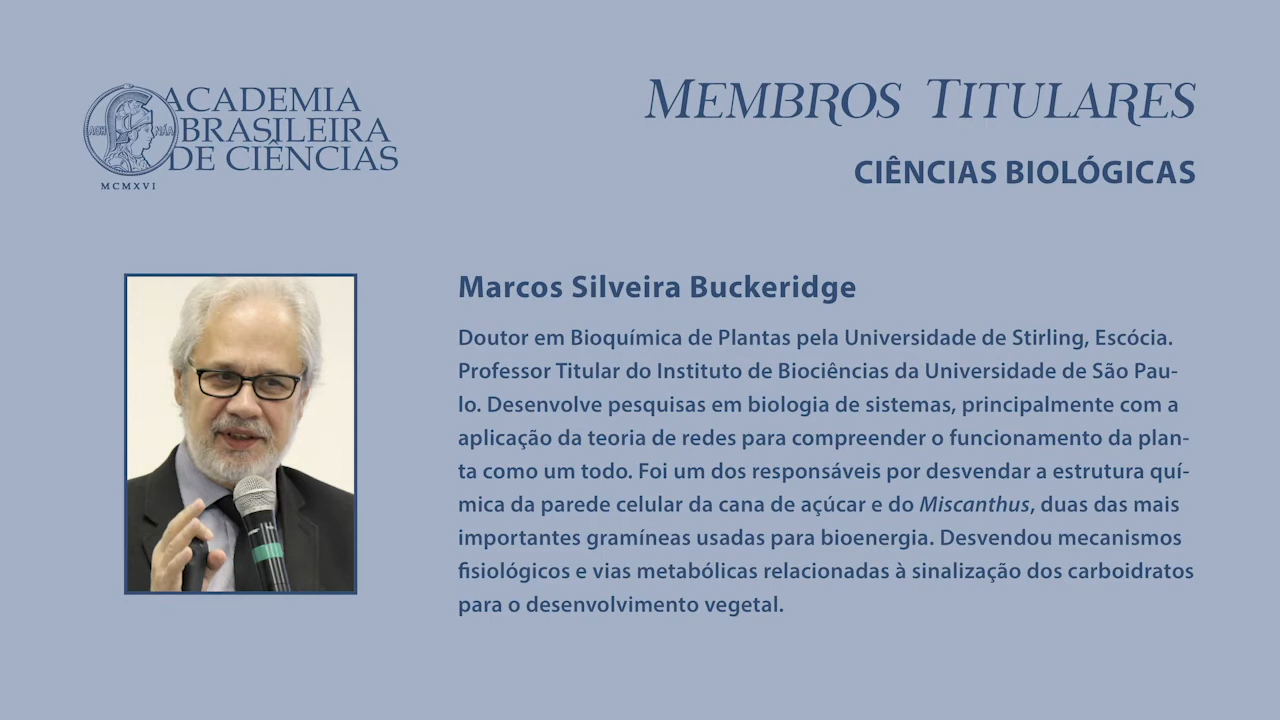 ACADEMIA
BRASILEIRA
DE CIÊNCIAS
MCMXVI
MEMBROS TITULARES
CIÊNCIAS BIOLÓGICAS
Marcos Silveira Buckeridge
Doutor em Bioquímica de Plantas pela Universidade de Stirling, Escócia.
Professor Titular do Instituto de Biociências da Universidade de São Pau-
lo. Desenvolve pesquisas em biologia de sistemas, principalmente com a
aplicação da teoria de redes para compreender o funcionamento da plan-
ta como um todo. Foi um dos responsáveis por desvendar a estrutura quí-
mica da parede celular da cana de açúcar e do Miscanthus, duas das mais
importantes gramíneas usadas para bioenergia. Desvendou mecanismos
fisiológicos e vias metabólicas relacionadas à sinalização dos carboidratos
para o desenvolvimento vegetal.